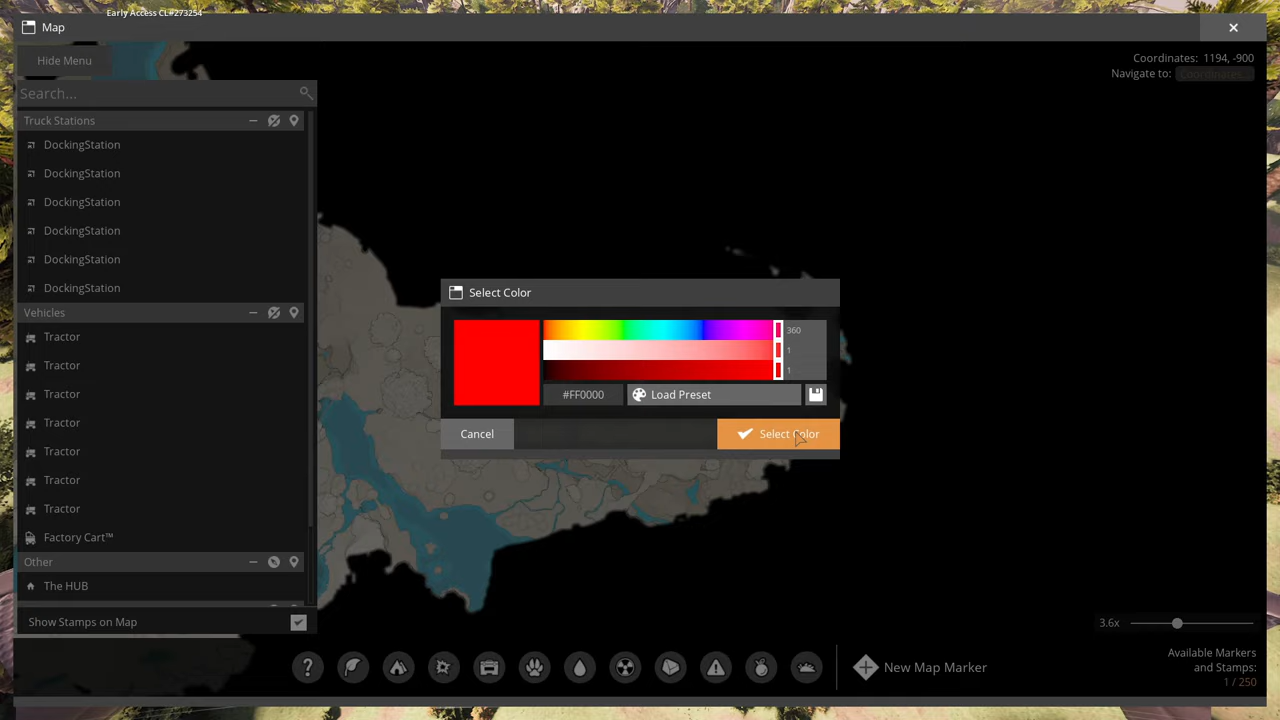 Early Access CL#273254
Map
Hide Menu
Coordinates: 1194, -900
Navigate to: Coordinates...
Search...
Truck Stations
DockingStation
DockingStation
DockingStation
DockingStation
DockingStation
DockingStation
Vehicles
Tractor
Tractor
Tractor
Tractor
Tractor
Tractor
Tractor
Factory Cart™
Other
The HUB
Show Stamps on Map
Select Color
360
1
1
#FF0000
Load Preset
Cancel
Select Color
3.6x
New Map Marker
Available Markers
and Stamps:
1 / 250